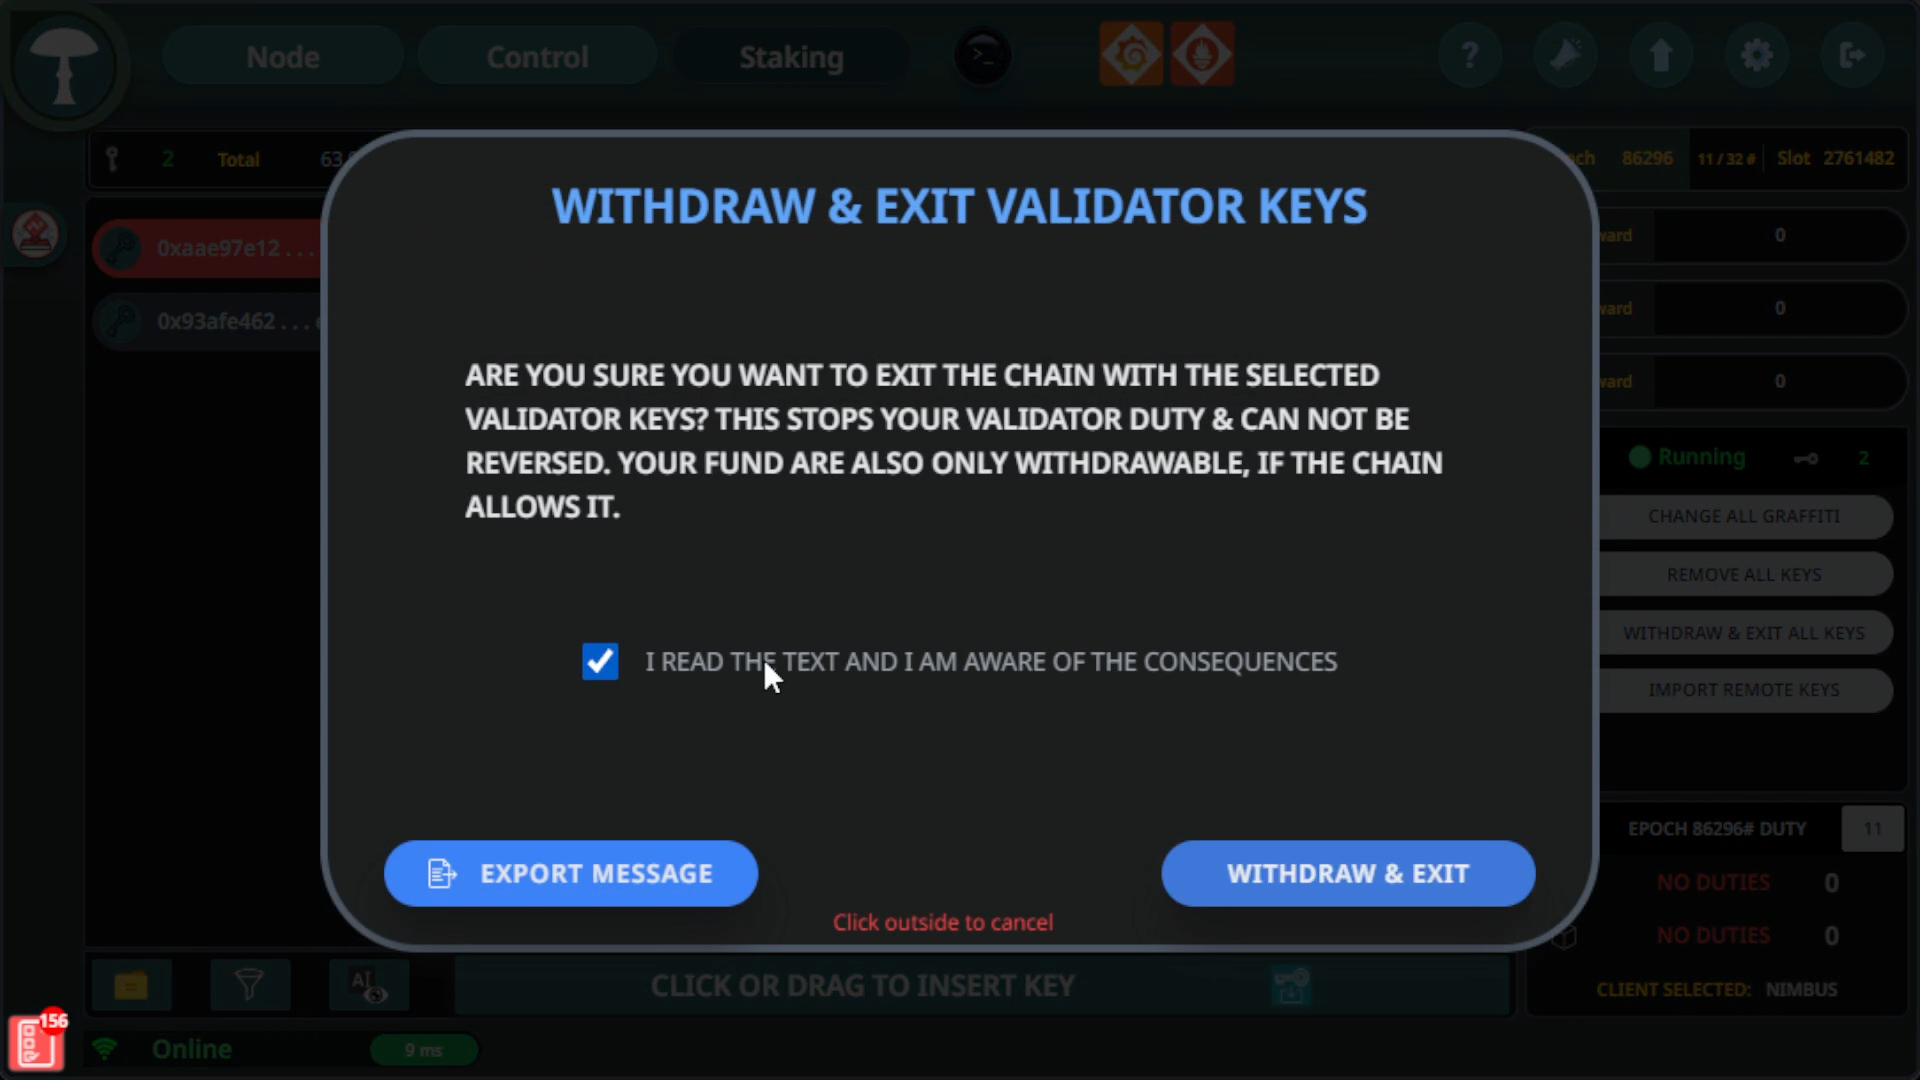 Node
Control
Staking
>_
?
2 Total 63.
ach 86296 11 / 32 # Slot 2761482
WITHDRAW & EXIT VALIDATOR KEYS
0xaae97e12 . . .
ward 0
0x93afe462 . . .
ward 0
ward 0
ARE YOU SURE YOU WANT TO EXIT THE CHAIN WITH THE SELECTED
VALIDATOR KEYS? THIS STOPS YOUR VALIDATOR DUTY & CAN NOT BE
REVERSED. YOUR FUND ARE ALSO ONLY WITHDRAWABLE, IF THE CHAIN
ALLOWS IT.
Running 2
CHANGE ALL GRAFFITI
REMOVE ALL KEYS
WITHDRAW & EXIT ALL KEYS
IMPORT REMOTE KEYS
I READ THE TEXT AND I AM AWARE OF THE CONSEQUENCES
EXPORT MESSAGE
WITHDRAW & EXIT
Click outside to cancel
EPOCH 86296# DUTY 11
NO DUTIES 0
NO DUTIES 0
CLIENT SELECTED: NIMBUS
AI
CLICK OR DRAG TO INSERT KEY
156
Online 9 ms